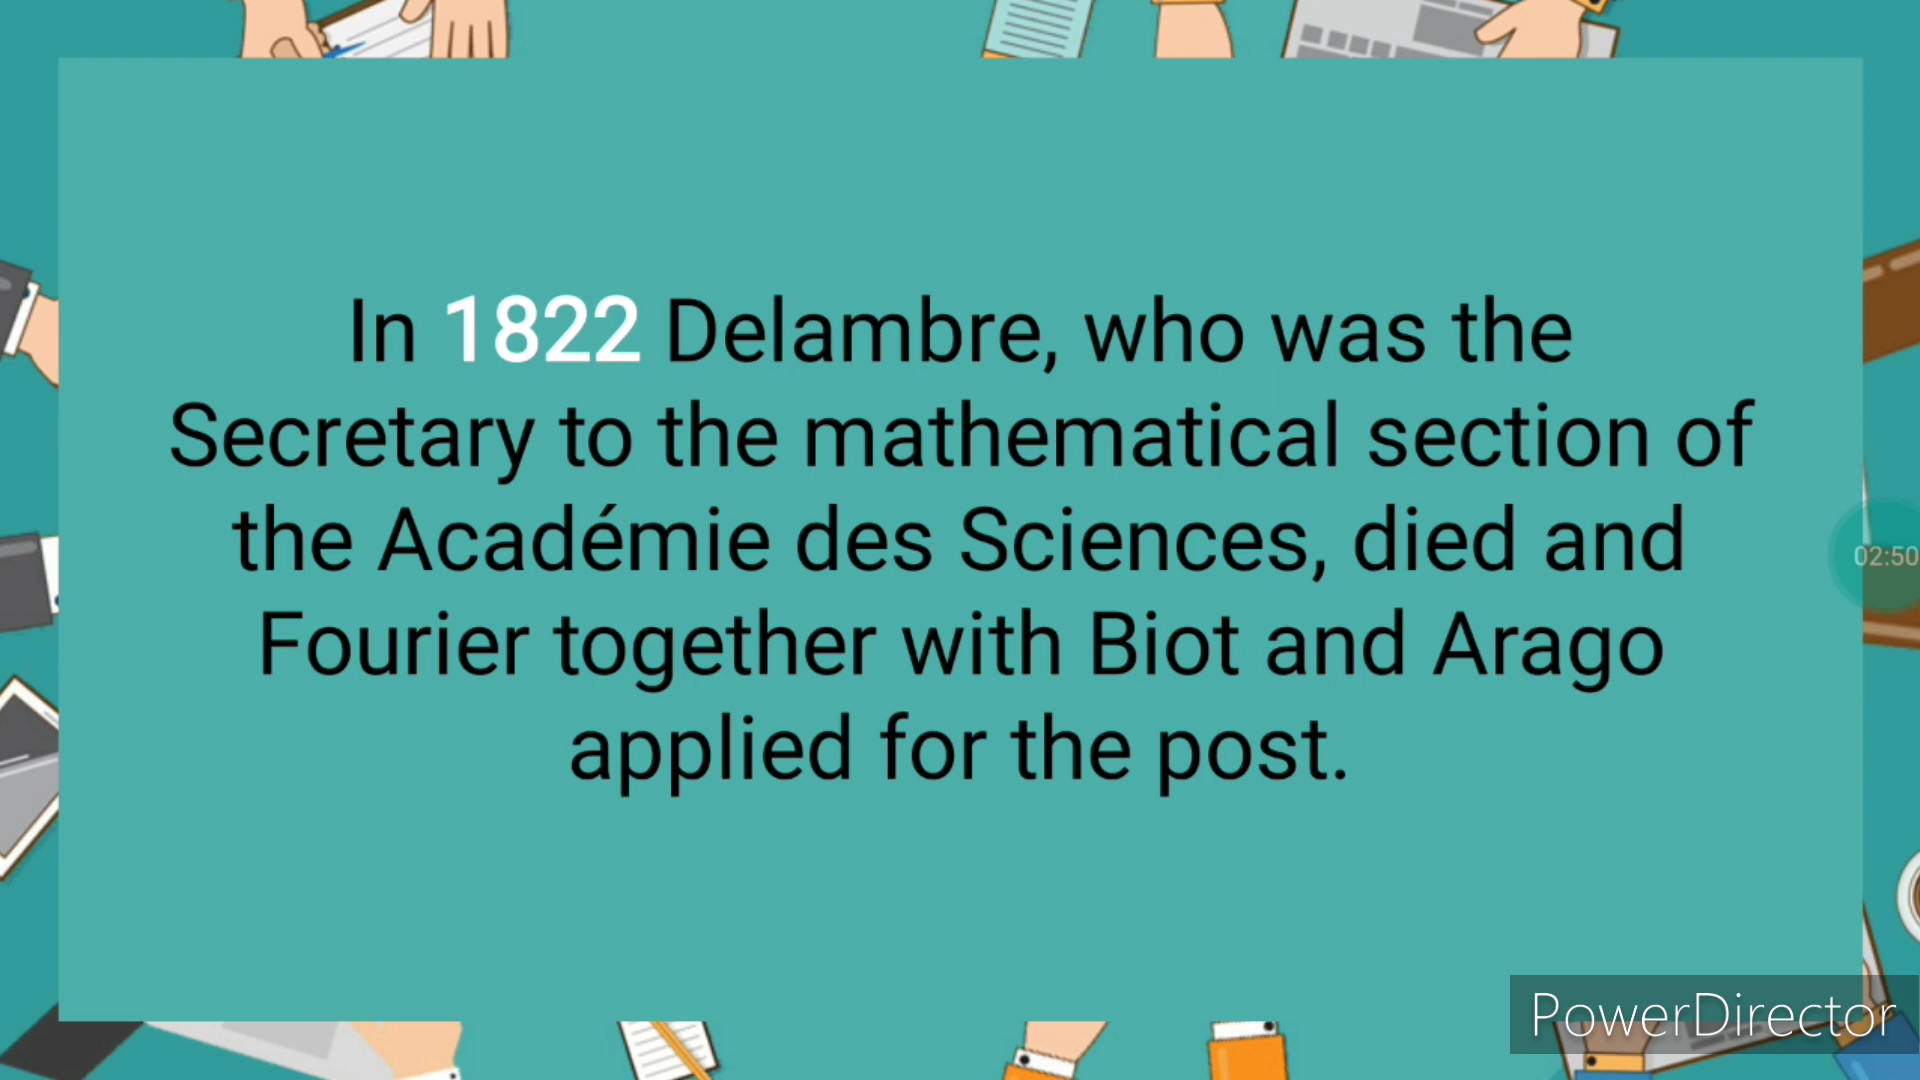 In 1822 Delambre, who was the
Secretary to the mathematical section of
the Académie des Sciences, died and
Fourier together with Biot and Arago
applied for the post.
02:50
PowerDirector